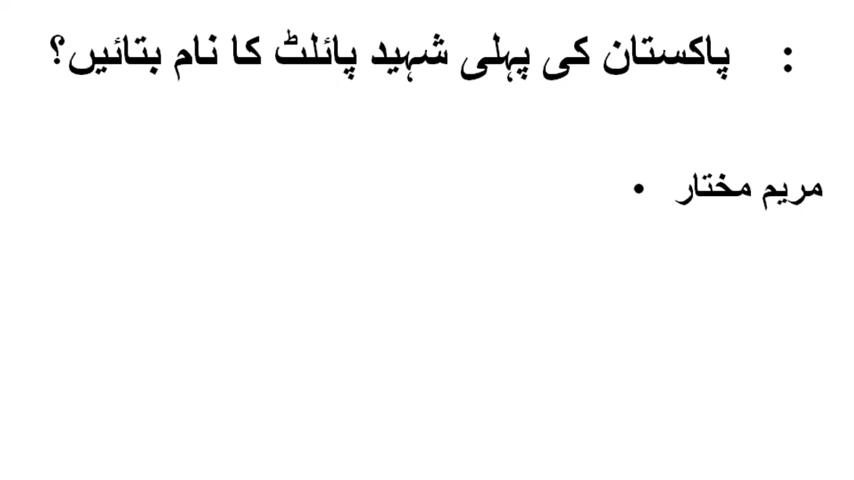 : پاکستان کی پہلی شہید پائلٹ کا نام بتائیں؟
مریم مختار •